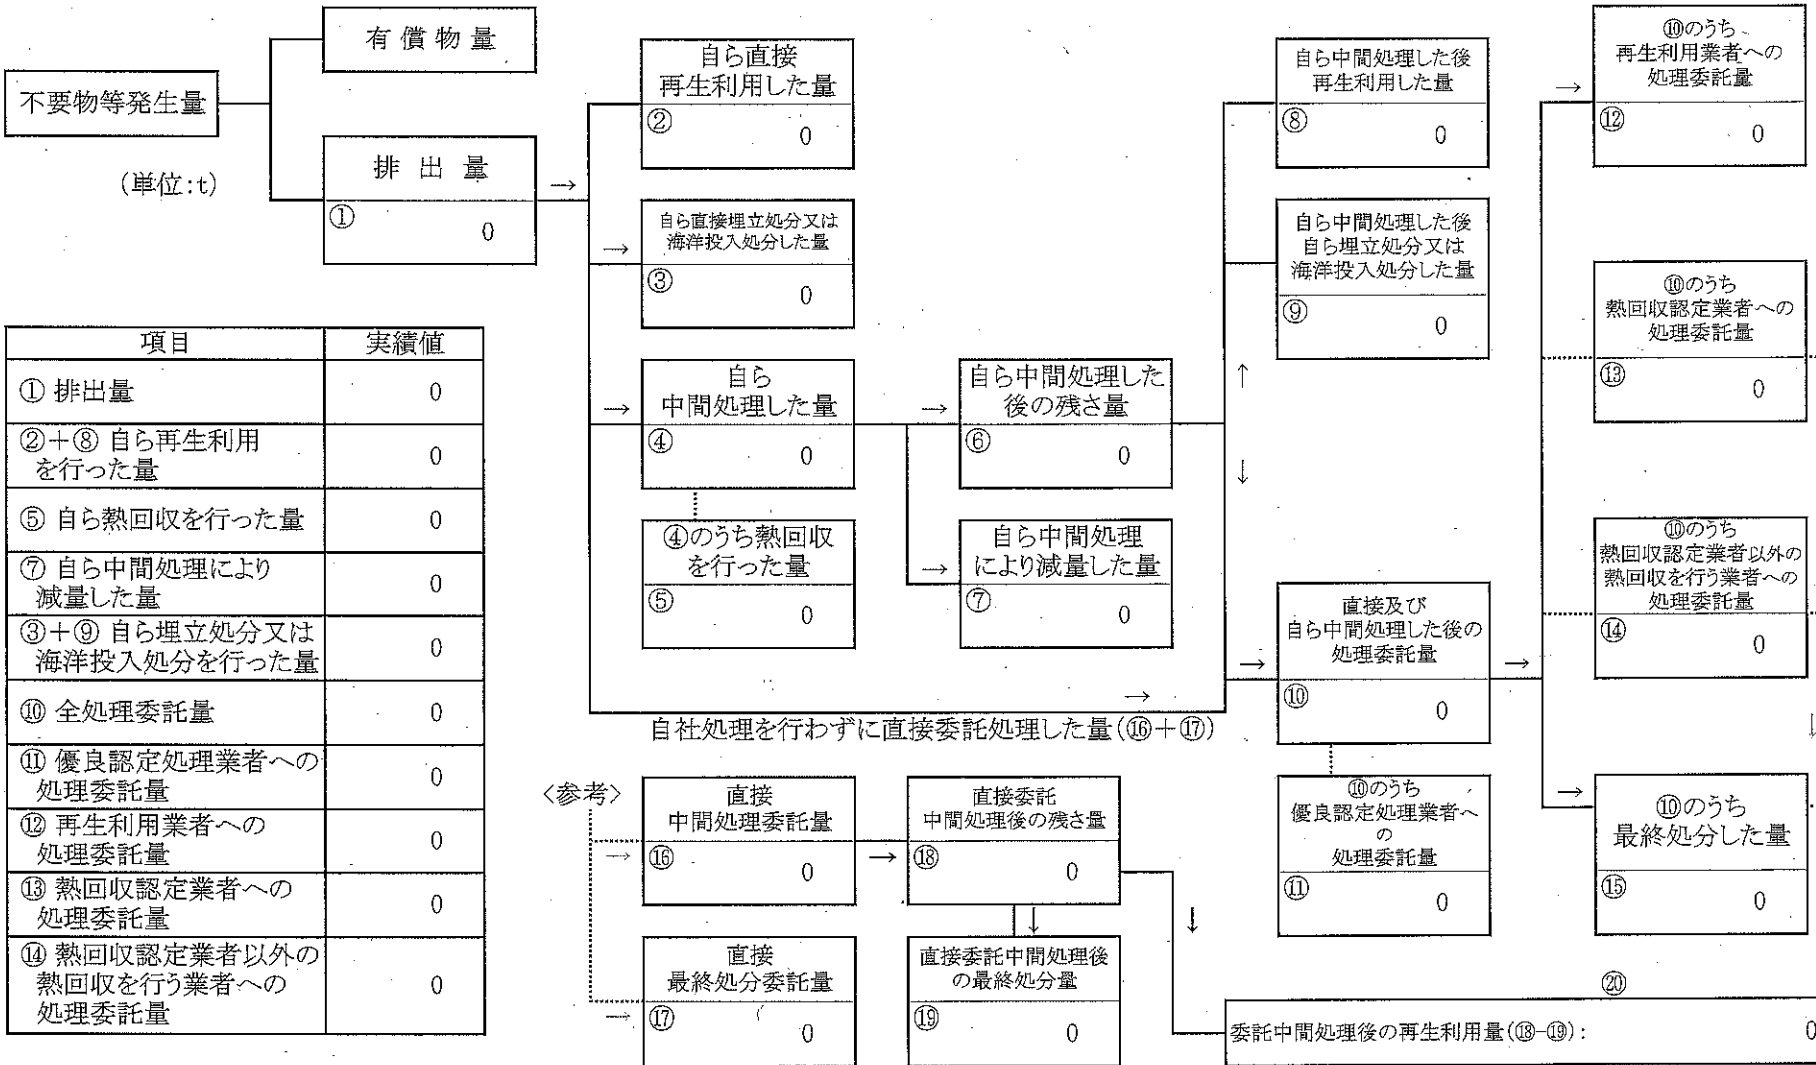 不要物等発生量
(単位:t)
有 償 物 量
排 出 量
① 0
→
自ら直接
再生利用した量
② 0
→
自ら直接埋立処分又は
海洋投入処分した量
③ 0
→
自ら
中間処理した量
④ 0
④のうち熱回収
を行った量
⑤ 0
→
自ら中間処理した
後の残さ量
⑥ 0
→
自ら中間処理
により減量した量
⑦ 0
↑
↓
自ら中間処理した後
再生利用した量
⑧ 0
自ら中間処理した後
自ら埋立処分又は
海洋投入処分した量
⑨ 0
→
自社処理を行わずに直接委託処理した量(⑯+⑰)
→
直接及び
自ら中間処理した後の
処理委託量
⑩ 0
⑩のうち
優良認定処理業者へ
の
処理委託量
⑪ 0
→
→
⑩のうち
再生利用業者への
処理委託量
⑫ 0
⑩のうち
熱回収認定業者への
処理委託量
⑬ 0
⑩のうち
熱回収認定業者以外の
熱回収を行う業者への
処理委託量
⑭ 0
↓
→
⑩のうち
最終処分した量
⑮ 0
項目 実績値
① 排出量 0
②+⑧ 自ら再生利用
を行った量 0
⑤ 自ら熱回収を行った量 0
⑦ 自ら中間処理により
減量した量 0
③+⑨ 自ら埋立処分又は
海洋投入処分を行った量 0
⑩ 全処理委託量 0
⑪ 優良認定処理業者への
処理委託量 0
⑫ 再生利用業者への
処理委託量 0
⑬ 熱回収認定業者への
処理委託量 0
⑭ 熱回収認定業者以外の
熱回収を行う業者への
処理委託量 0
<参考>
→
直接
中間処理委託量
⑯ 0
→
直接委託
中間処理後の残さ量
⑱ 0
→
直接
最終処分委託量
⑰ 0
↓
直接委託中間処理後
の最終処分量
⑲ 0
↓
⑳
委託中間処理後の再生利用量(⑱-⑲): 0